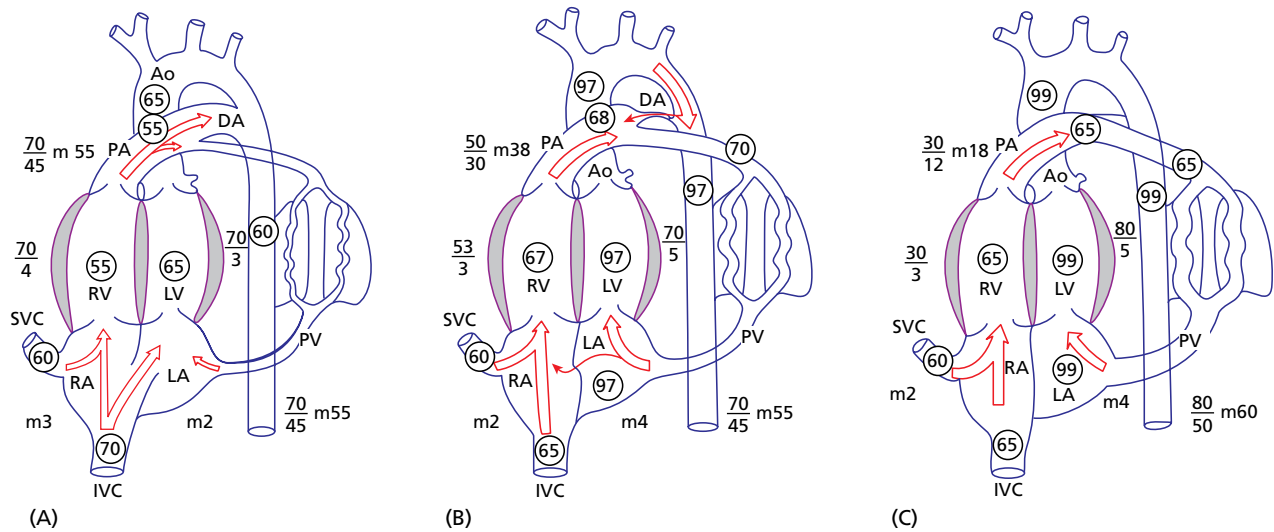 Ao
65
55
DA
70/45 m 55
PA
60
70/4
55
RV
65
LV
70/3
SVC
60
PV
RA
LA
m3
m2
70/45 m55
70
IVC
(A)
97
DA
68
50/30 m38
PA
70
Ao
97
53/3
67
RV
97
LV
70/5
SVC
60
LA
PV
RA
97
m2
m4
70/45 m55
65
IVC
(B)
99
65
30/12 m18
PA
65
Ao
99
30/3
65
RV
99
LV
80/5
SVC
60
PV
RA
99
LA
m2
m4
80/50 m60
65
IVC
(C)